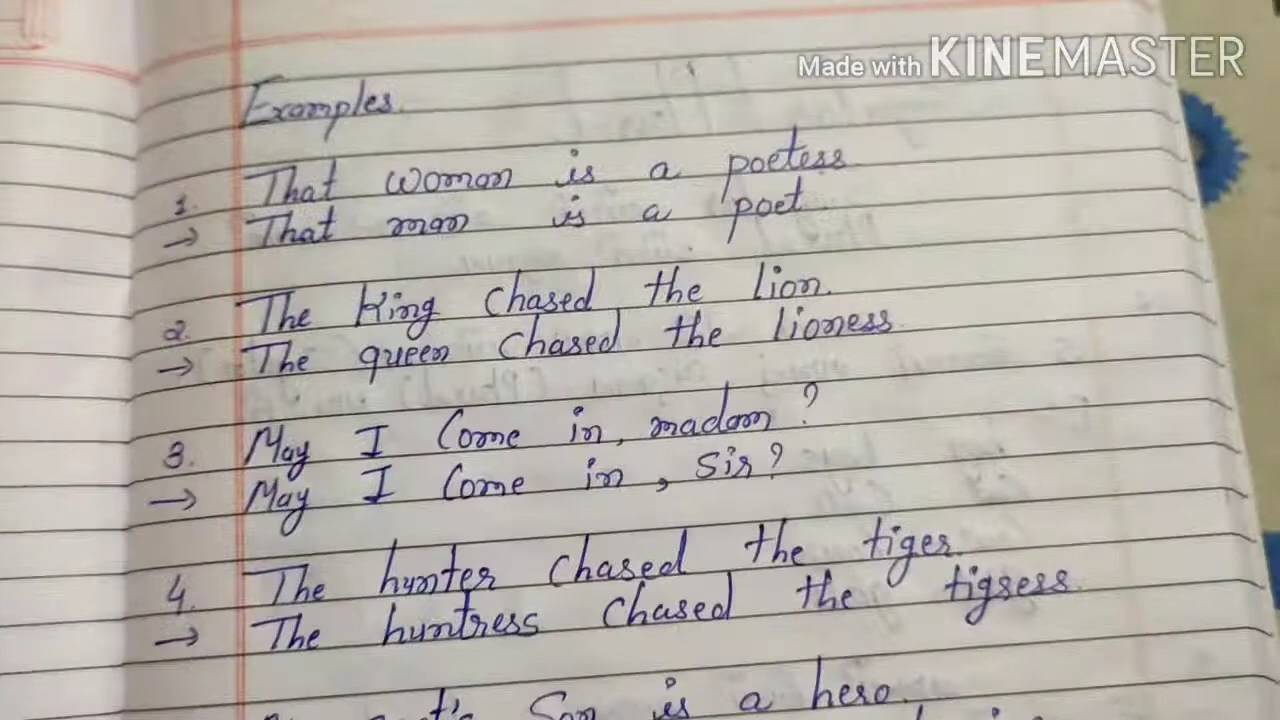 Made with KINEMASTER
Examples.
1. That woman is a poetess
→ That man is a poet
2. The King chased the lion.
→ The queen chased the lioness.
3. May I Come in, madam?
→ May I Come in, Sir?
4. The hunter chased the tiger.
→ The huntress chased the tigress.
Son is a hero.